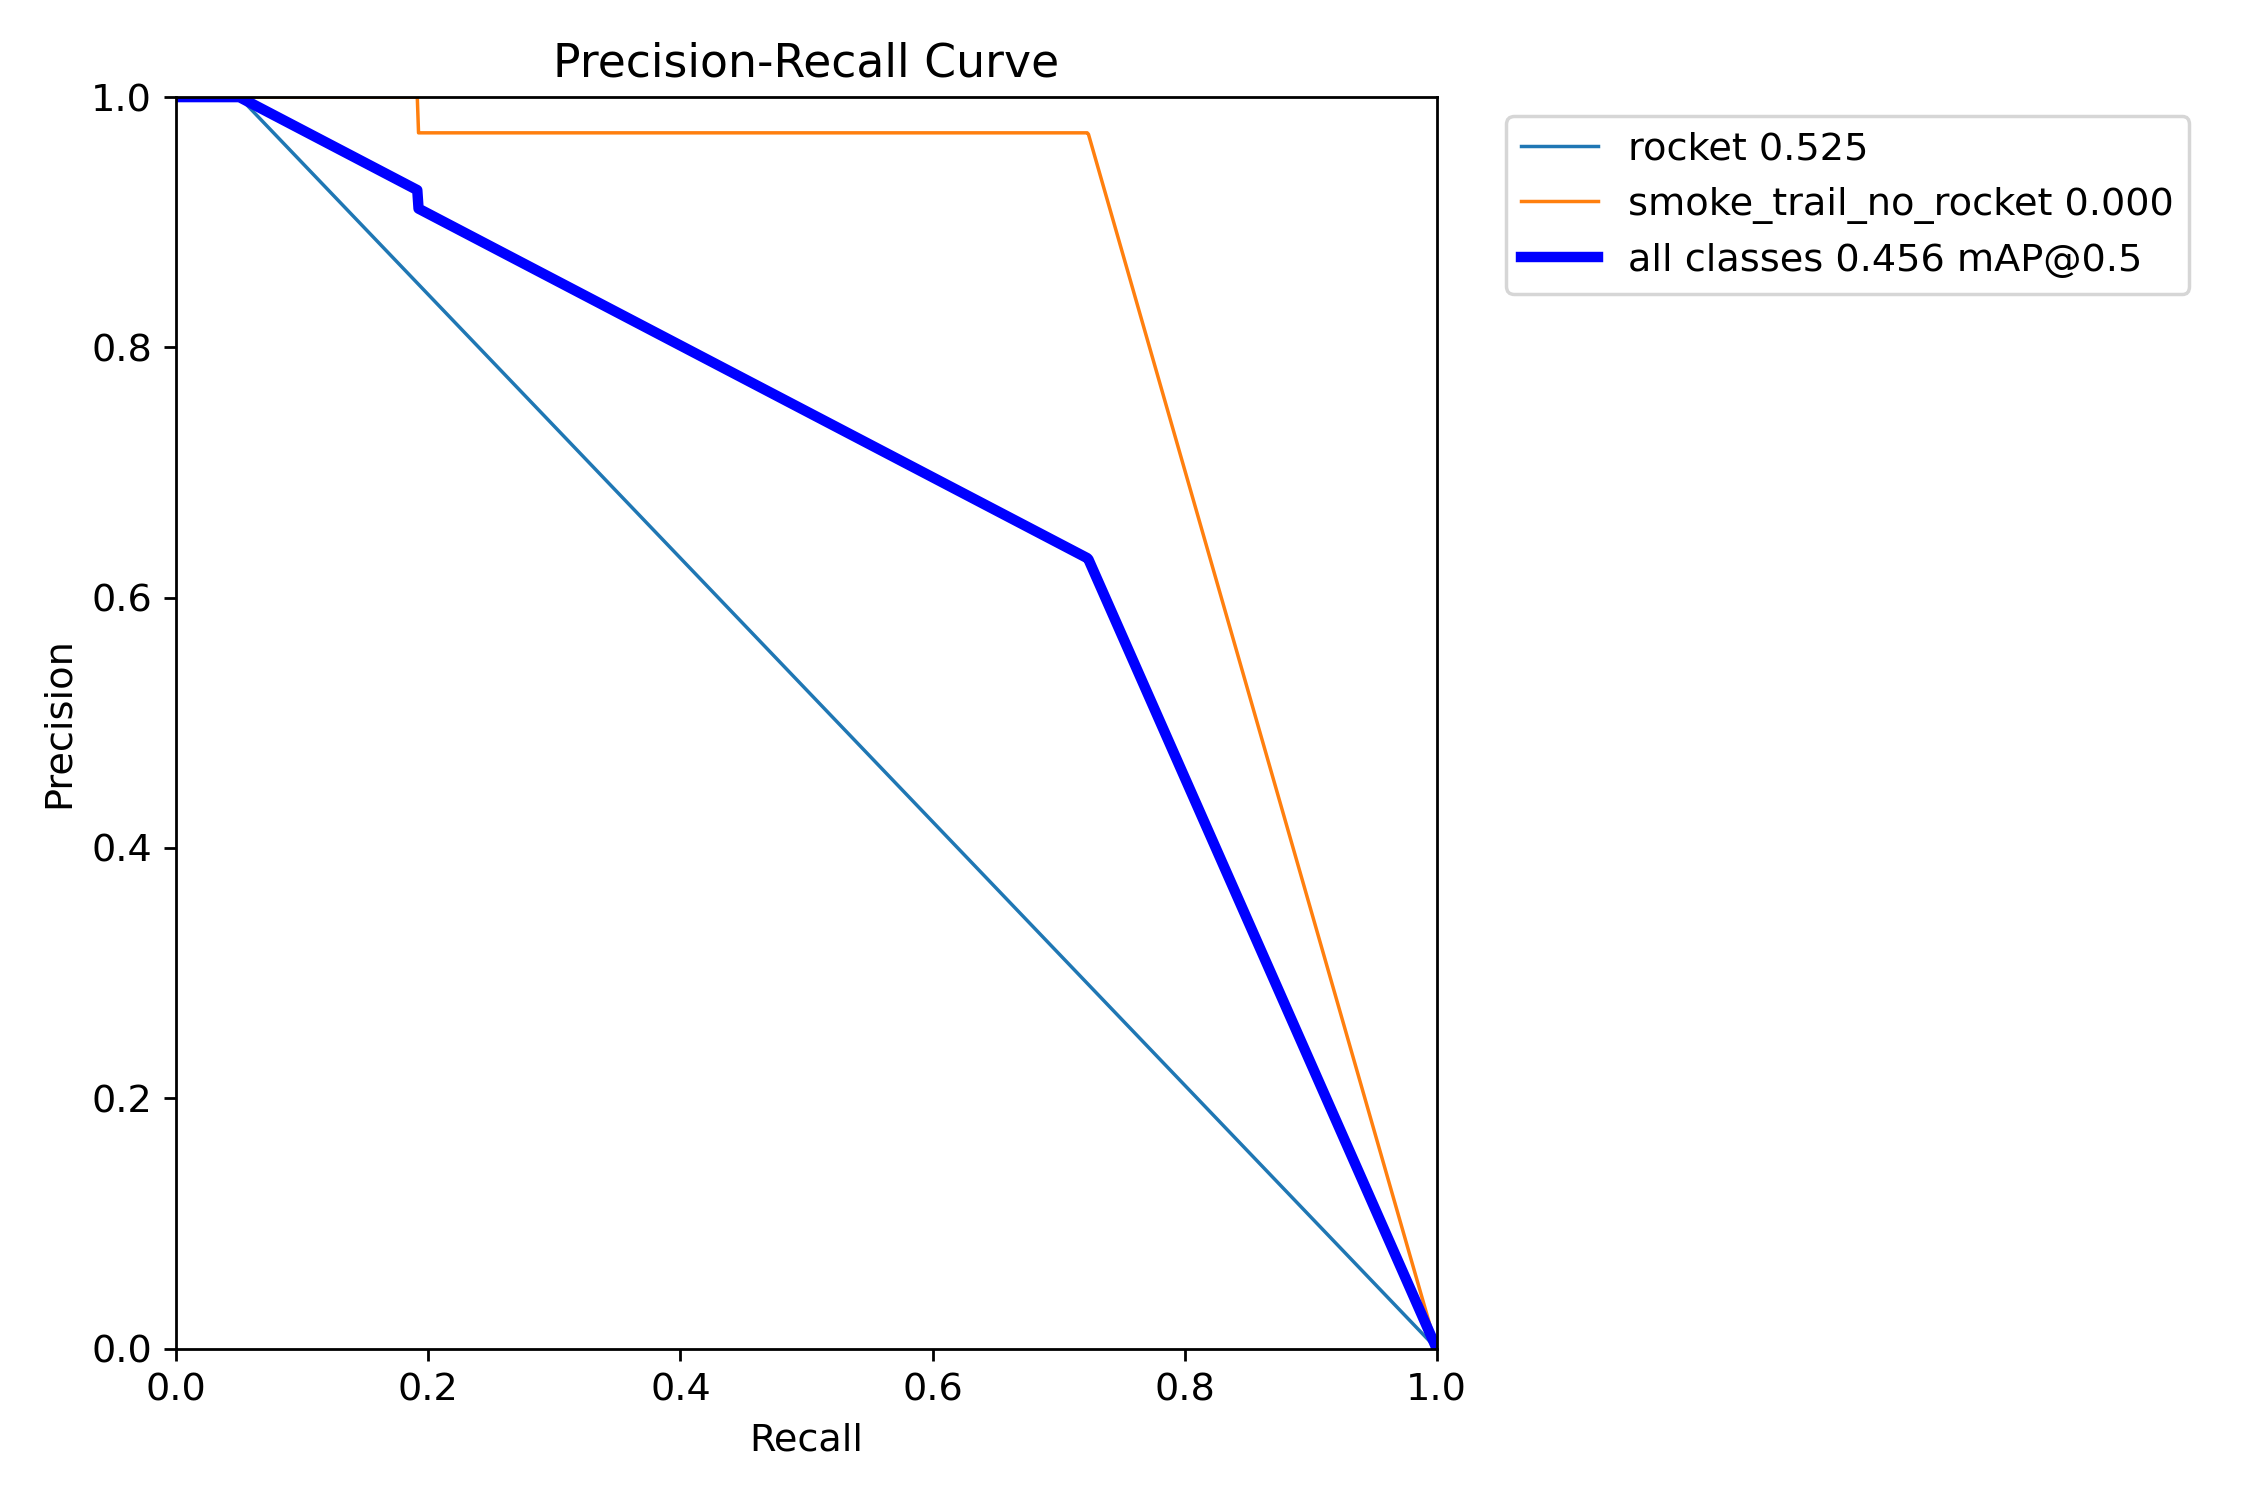 Precision-Recall Curve
1.0
0.8
0.6
0.4
0.2
0.0
Precision
0.0 0.2 0.4 0.6 0.8 1.0
Recall
rocket 0.525
smoke_trail_no_rocket 0.000
all classes 0.456 mAP@0.5